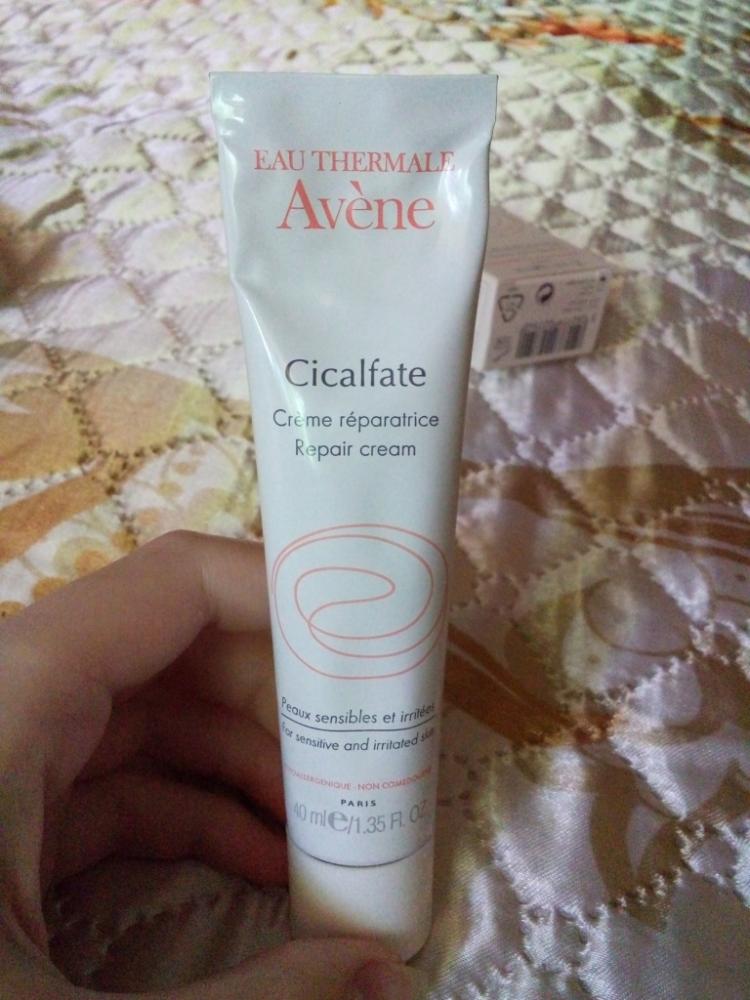 EAU THERMALE
Avène
Cicalfate
Crème réparatrice
Repair cream
Peaux sensibles et irritées
For sensitive and irritated skin
NON
PARIS
40 ml e/1.35 Fl. OZ